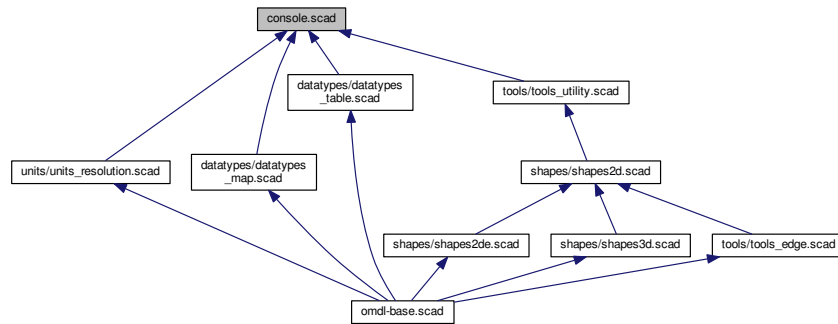 console.scad
datatypes/datatypes
_table.scad
tools/tools_utility.scad
units/units_resolution.scad
datatypes/datatypes
_map.scad
shapes/shapes2d.scad
shapes/shapes2de.scad
shapes/shapes3d.scad
tools/tools_edge.scad
omdl-base.scad